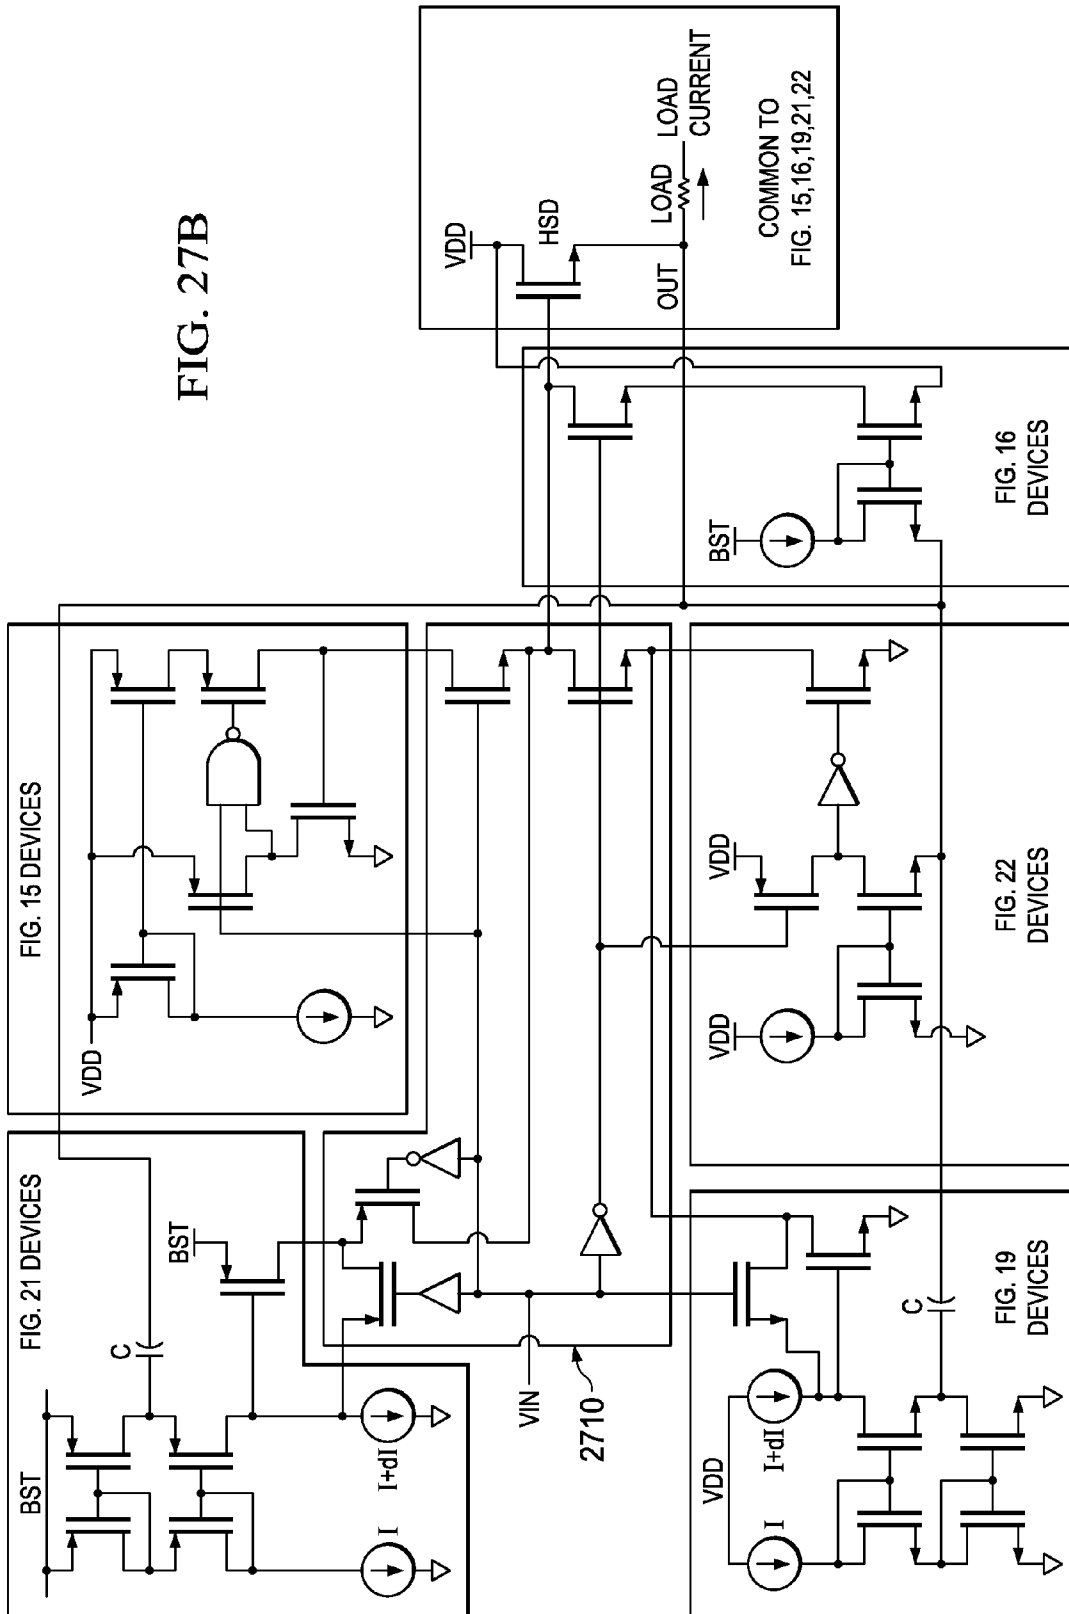 FIG. 27B
FIG. 21 DEVICES
BST
C
BST
I
I+dI
FIG. 15 DEVICES
VDD
VDD
HSD
OUT
LOAD
LOAD
CURRENT
COMMON TO
FIG. 15,16,19,21,22
VIN
2710
BST
FIG. 16
DEVICES
VDD
VDD
FIG. 22
DEVICES
VDD
I
I+dI
C
FIG. 19
DEVICES